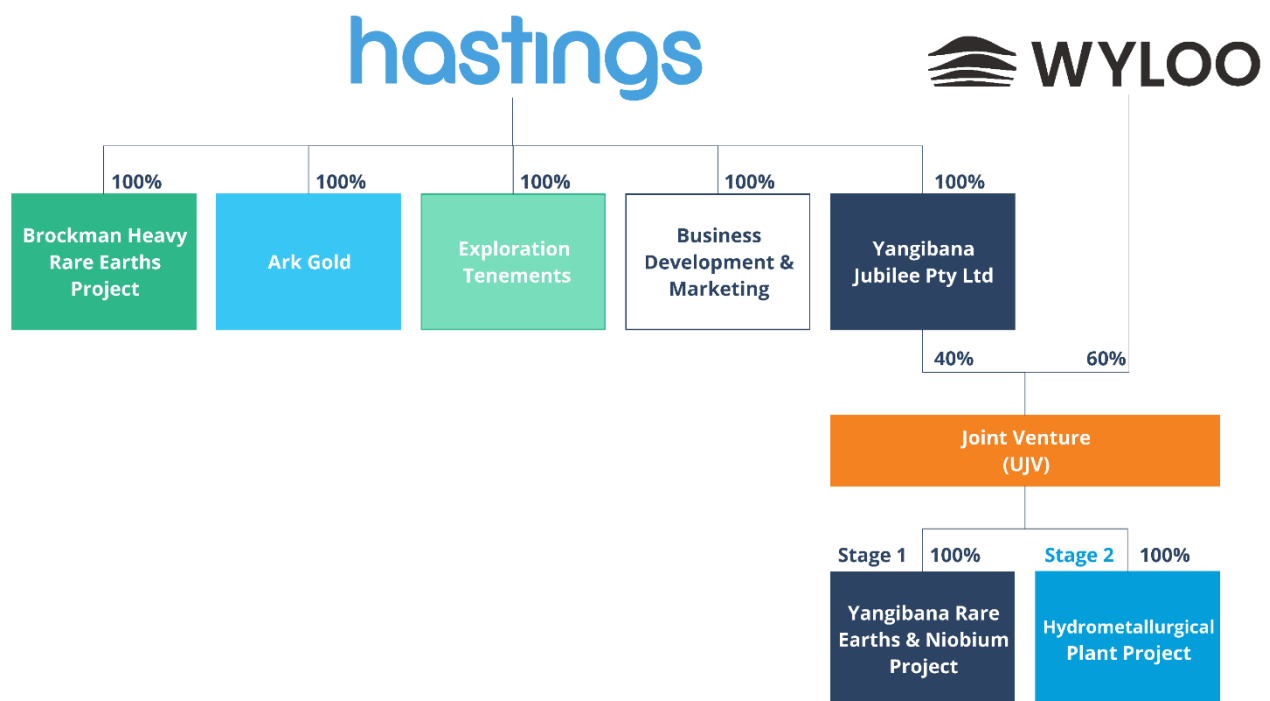 hastings
WYLOO
100%
100%
100%
100%
100%
Brockman Heavy
Rare Earths
Project
Ark Gold
Exploration
Tenements
Business
Development &
Marketing
Yangibana
Jubilee Pty Ltd
40%
60%
Joint Venture
(UJV)
Stage 1
100%
Stage 2
100%
Yangibana Rare
Earths & Niobium
Project
Hydrometallurgical
Plant Project